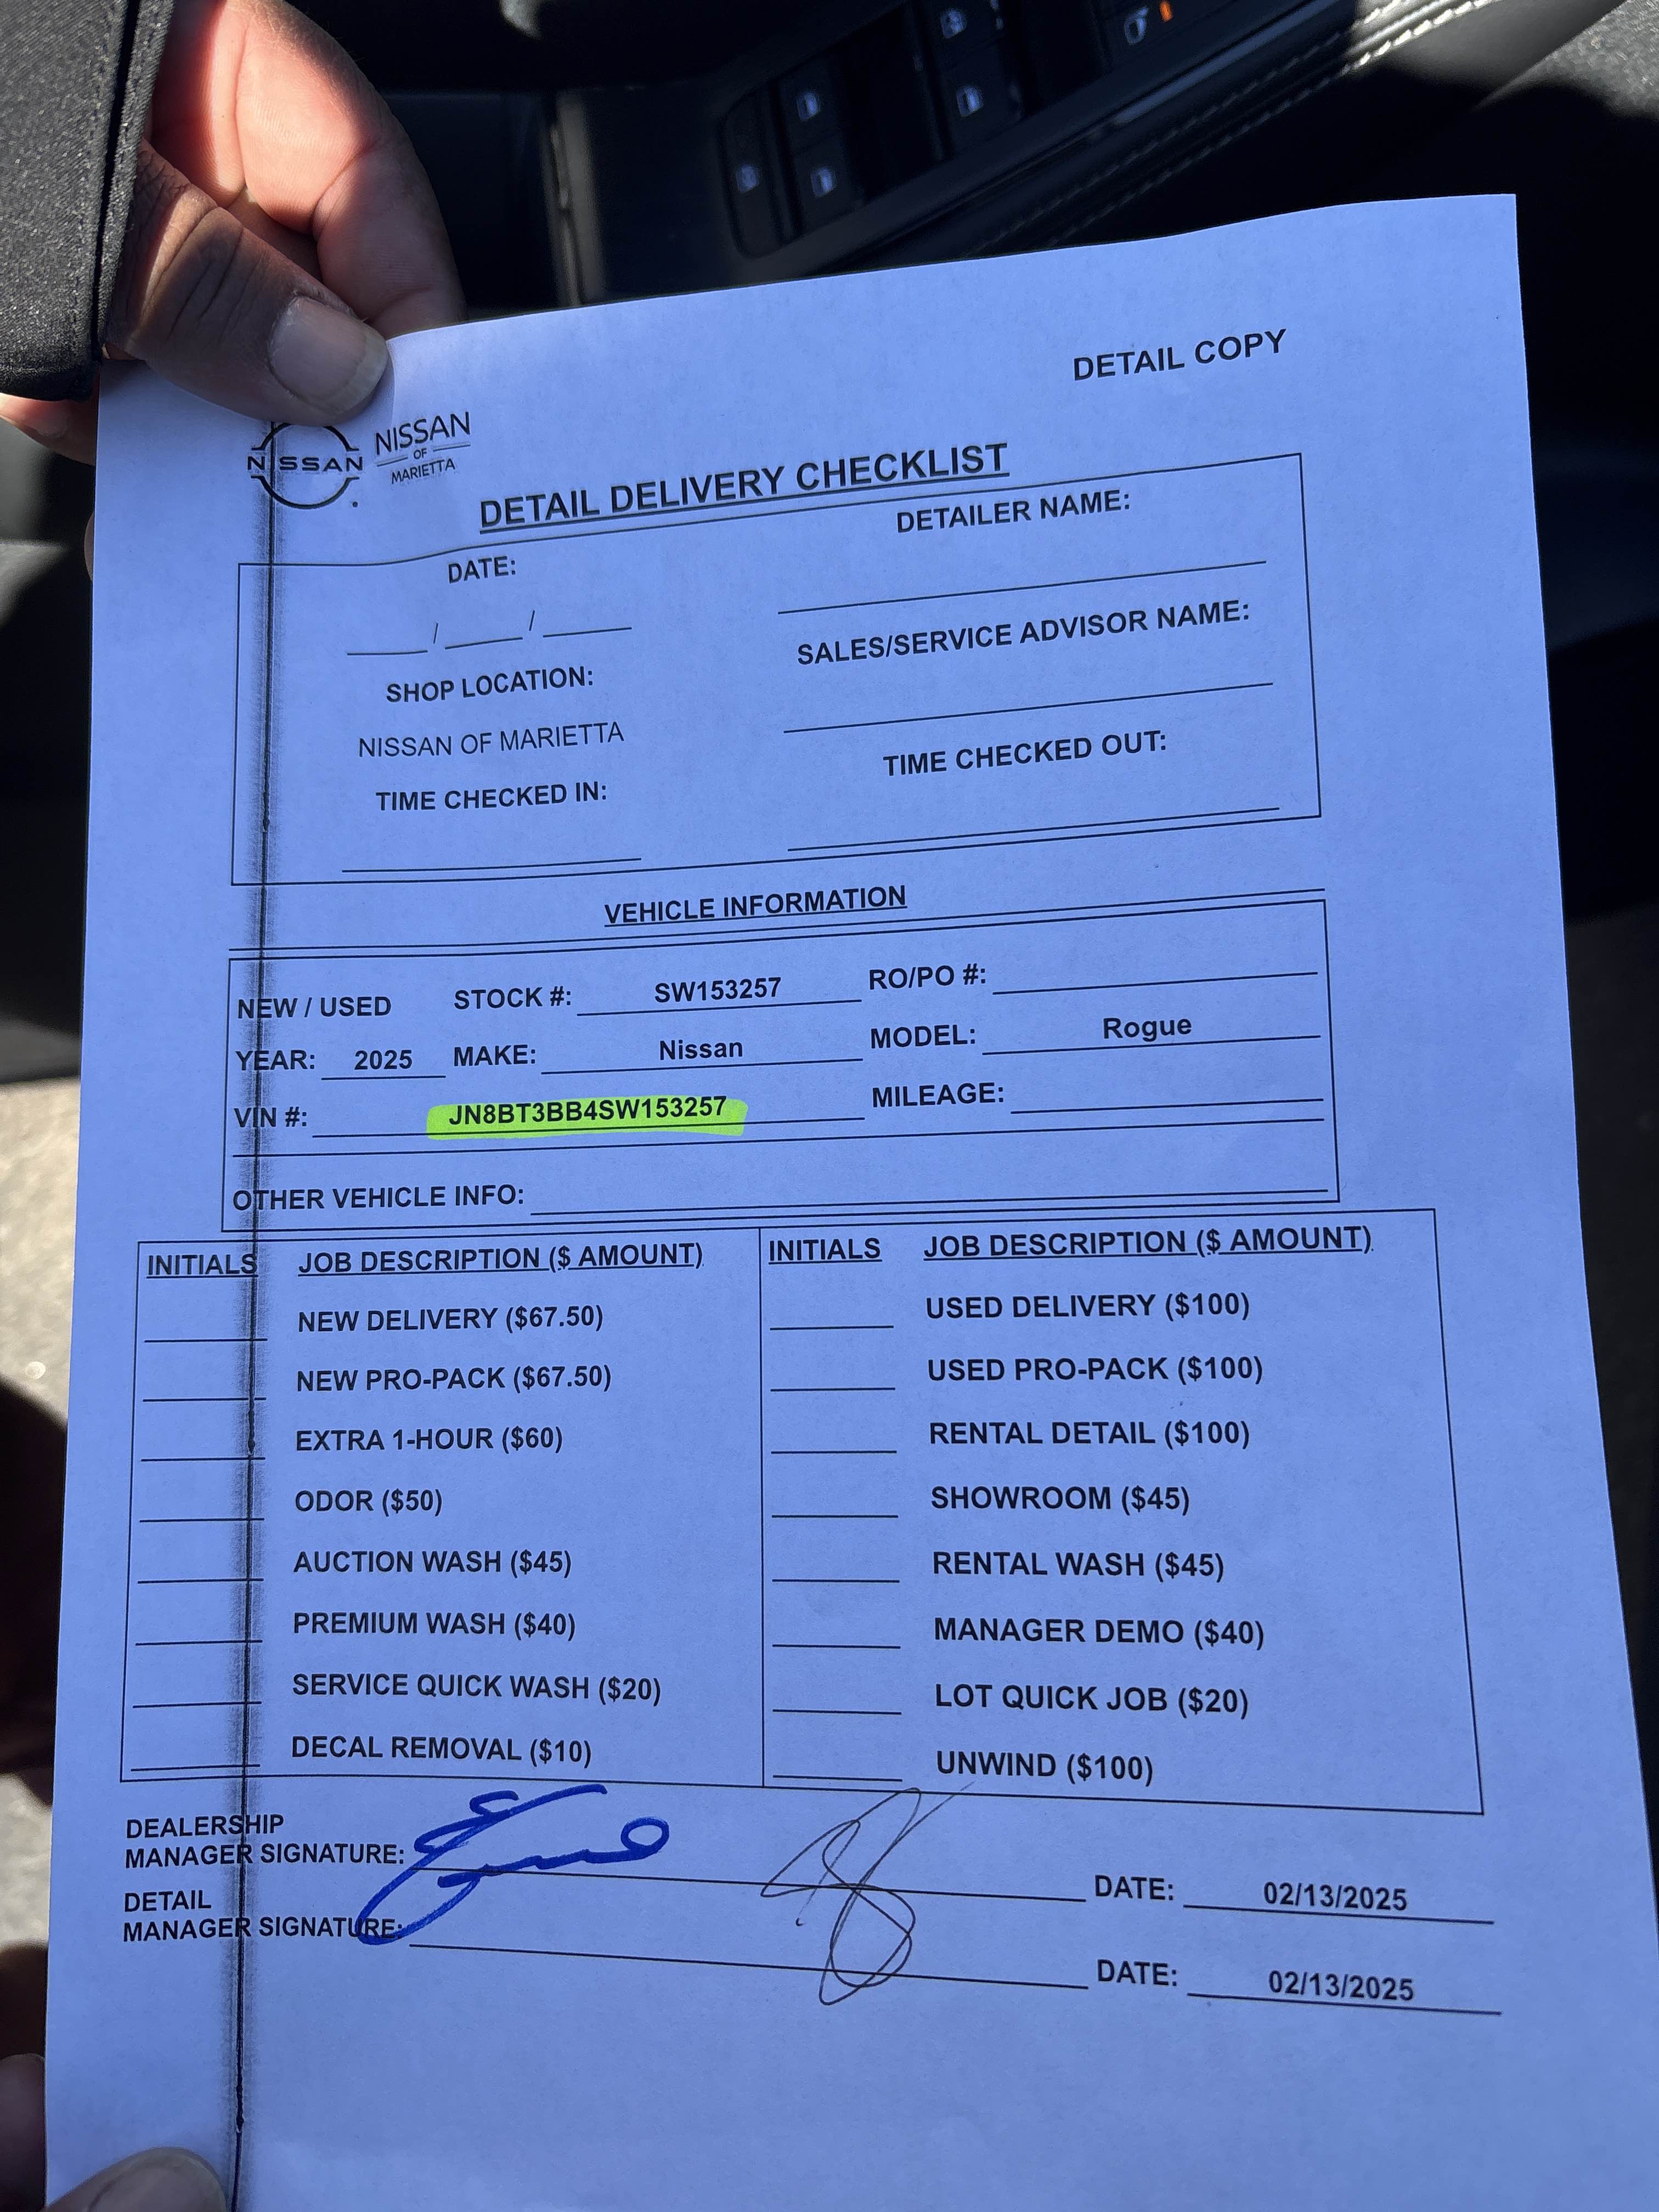 DETAIL COPY
NISSAN
NISSAN
OF
MARIETTA
DETAIL DELIVERY CHECKLIST
DATE:
DETAILER NAME:
/ /
SHOP LOCATION:
SALES/SERVICE ADVISOR NAME:
NISSAN OF MARIETTA
TIME CHECKED IN:
TIME CHECKED OUT:
VEHICLE INFORMATION
NEW / USED STOCK #: SW153257 RO/PO #:
YEAR: 2025 MAKE: Nissan MODEL: Rogue
VIN #: JN8BT3BB4SW153257 MILEAGE:
OTHER VEHICLE INFO:
INITIALS JOB DESCRIPTION ($ AMOUNT) INITIALS JOB DESCRIPTION ($ AMOUNT)
NEW DELIVERY ($67.50) USED DELIVERY ($100)
NEW PRO-PACK ($67.50) USED PRO-PACK ($100)
EXTRA 1-HOUR ($60) RENTAL DETAIL ($100)
ODOR ($50) SHOWROOM ($45)
AUCTION WASH ($45) RENTAL WASH ($45)
PREMIUM WASH ($40) MANAGER DEMO ($40)
SERVICE QUICK WASH ($20) LOT QUICK JOB ($20)
DECAL REMOVAL ($10) UNWIND ($100)
DEALERSHIP
MANAGER SIGNATURE: DATE: 02/13/2025
DETAIL
MANAGER SIGNATURE: DATE: 02/13/2025